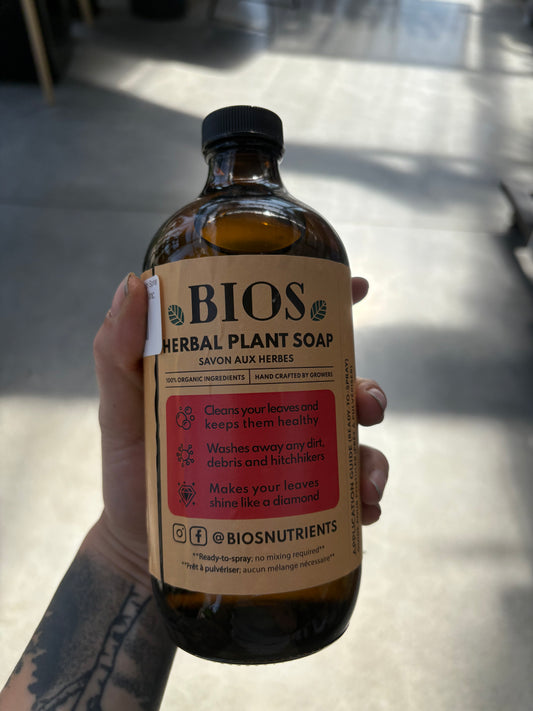 BIOS
HERBAL PLANT SOAP
SAVON AUX HERBES
100% ORGANIC INGREDIENTS | HAND CRAFTED BY GROWERS
Cleans your leaves and
keeps them healthy
Washes away any dirt,
debris and hitchhikers
Makes your leaves
shine like a diamond
@BIOSNUTRIENTS
**Ready-to-spray; no mixing required**
**Prêt à pulvériser; aucun mélange nécessaire**
APPLICATION GUIDE (READY TO SPRAY)